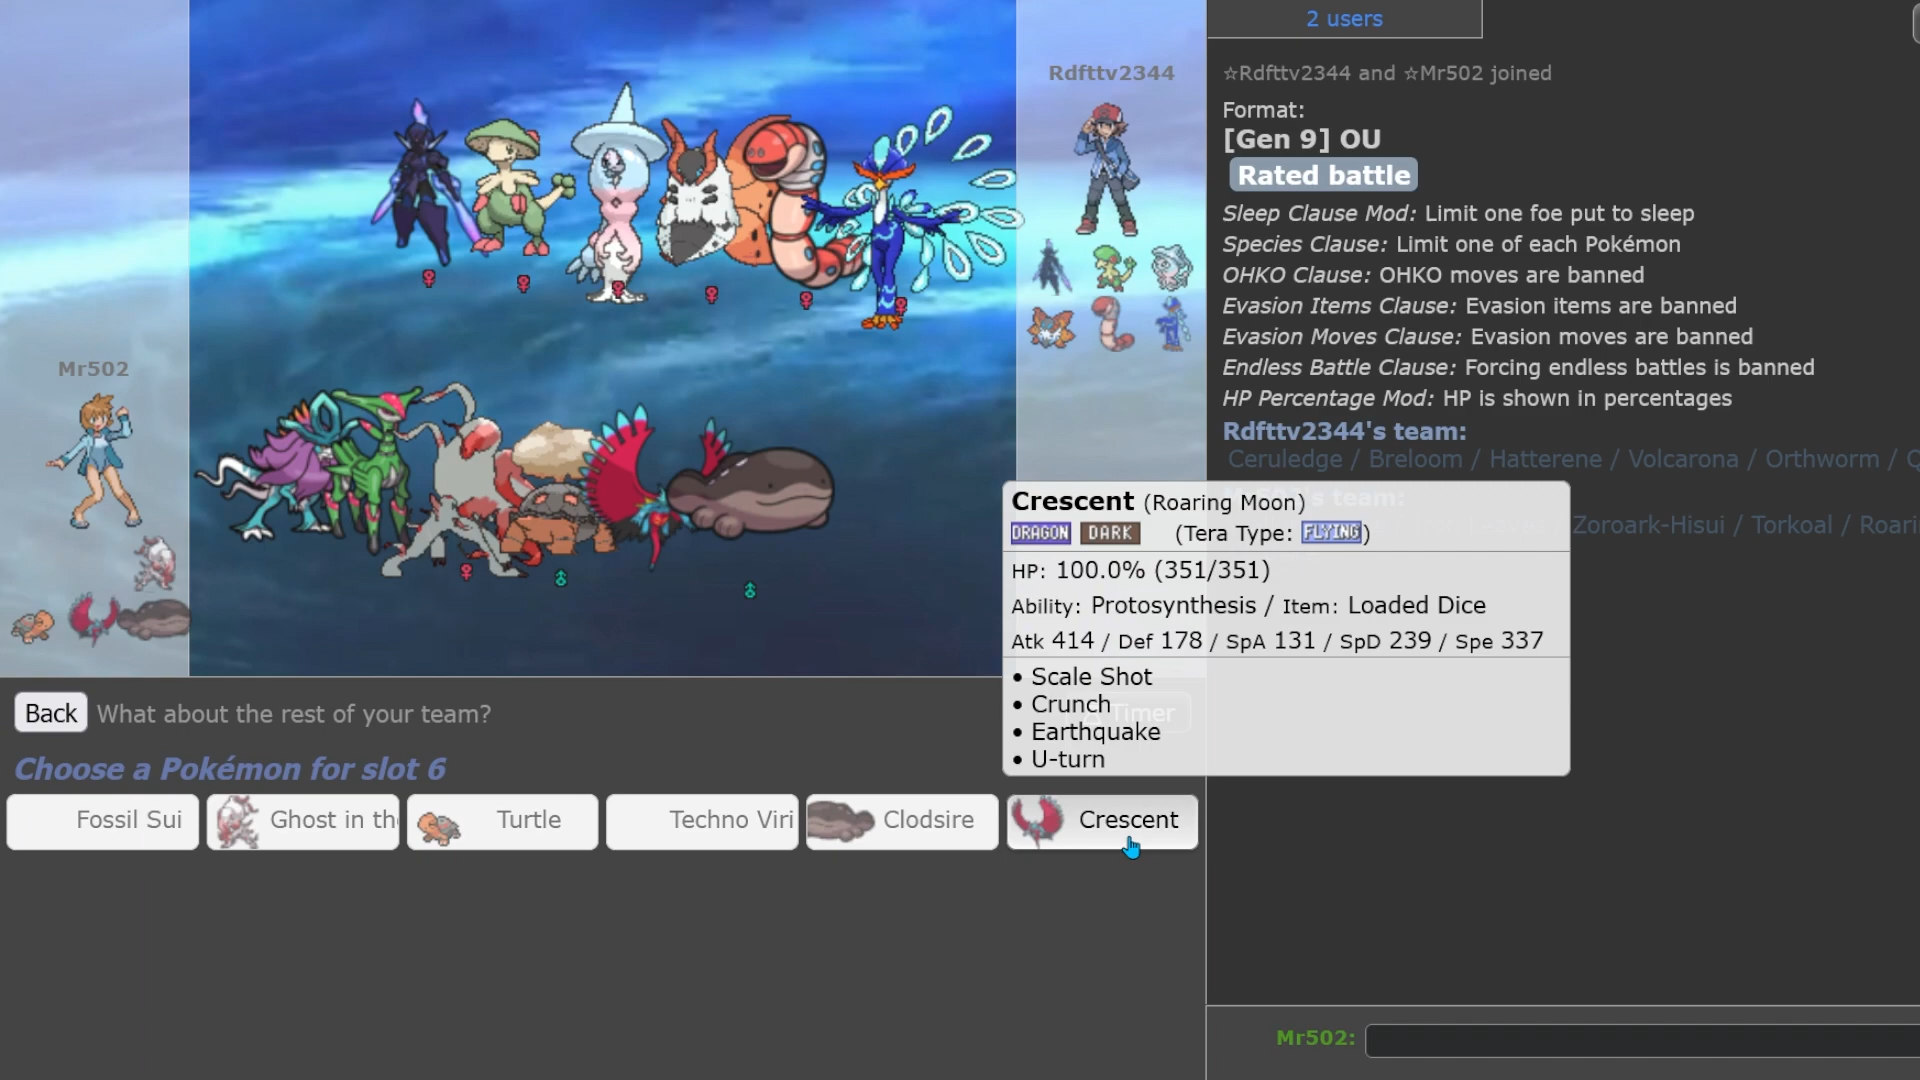 2 users
Rdfttv2344
☆Rdfttv2344 and ☆Mr502 joined
Format:
[Gen 9] OU
Rated battle
Sleep Clause Mod: Limit one foe put to sleep
Species Clause: Limit one of each Pokémon
OHKO Clause: OHKO moves are banned
Evasion Items Clause: Evasion items are banned
Evasion Moves Clause: Evasion moves are banned
Endless Battle Clause: Forcing endless battles is banned
HP Percentage Mod: HP is shown in percentages
Rdfttv2344's team:
Ceruledge / Breloom / Hatterene / Volcarona / Orthworm / Q
team:
Zoroark-Hisui / Torkoal / Roari
Mr502
Crescent (Roaring Moon)
DRAGON DARK (Tera Type: FLYING)
HP: 100.0% (351/351)
Ability: Protosynthesis / Item: Loaded Dice
Atk 414 / Def 178 / SpA 131 / SpD 239 / Spe 337
• Scale Shot
• Crunch
• Earthquake
• U-turn
Timer
Back What about the rest of your team?
Choose a Pokémon for slot 6
Fossil Sui Ghost in th Turtle Techno Viri Clodsire Crescent
Mr502: